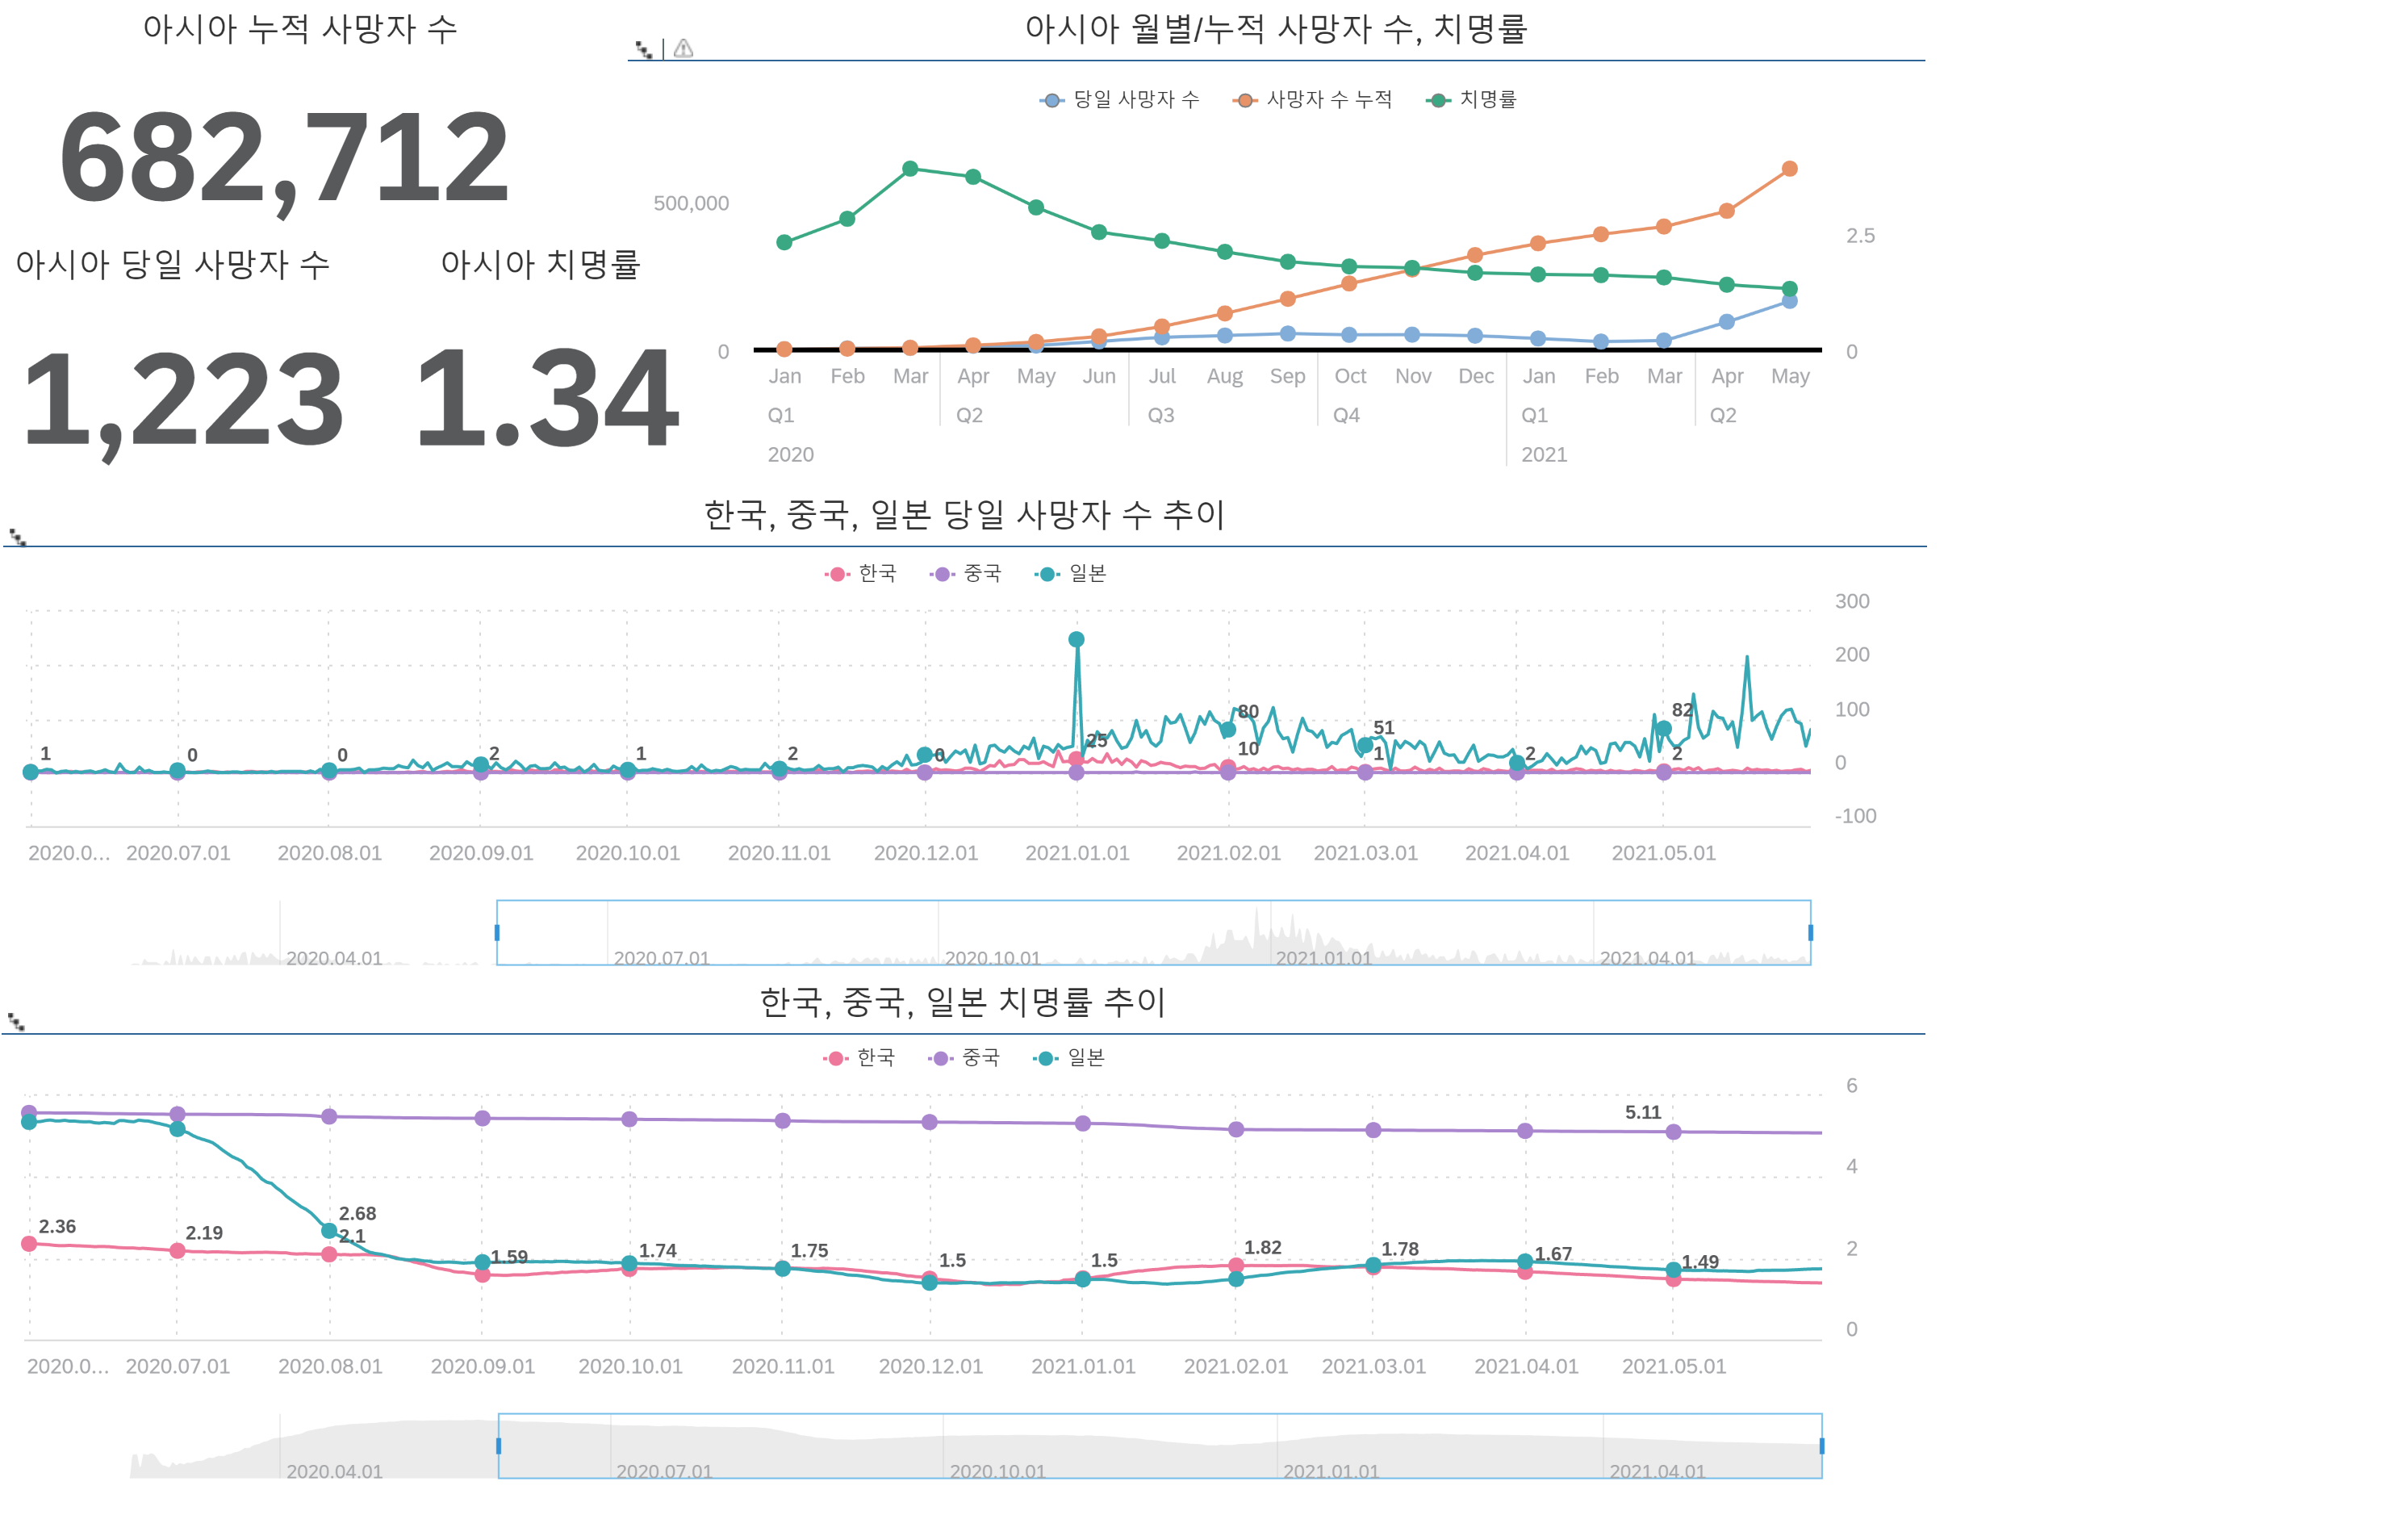 아시아 누적 사망자 수
682,712
아시아 당일 사망자 수
아시아 치명률
1,223
1.34
아시아 월별/누적 사망자 수, 치명률
당일 사망자 수 사망자 수 누적 치명률
500,000
0
2.5
0
Jan Feb Mar Apr May Jun Jul Aug Sep Oct Nov Dec Jan Feb Mar Apr May
Q1 Q2 Q3 Q4 Q1 Q2
2020 2021
한국, 중국, 일본 당일 사망자 수 추이
한국 중국 일본
300
200
100
0
-100
1 0 0 2 1 2 0 25 80 10 51 1 2 82 2
2020.0... 2020.07.01 2020.08.01 2020.09.01 2020.10.01 2020.11.01 2020.12.01 2021.01.01 2021.02.01 2021.03.01 2021.04.01 2021.05.01
2020.04.01 2020.07.01 2020.10.01 2021.01.01 2021.04.01
한국, 중국, 일본 치명률 추이
한국 중국 일본
6
4
2
0
5.11
2.36 2.19 2.68 2.1 1.59 1.74 1.75 1.5 1.5 1.82 1.78 1.67 1.49
2020.0... 2020.07.01 2020.08.01 2020.09.01 2020.10.01 2020.11.01 2020.12.01 2021.01.01 2021.02.01 2021.03.01 2021.04.01 2021.05.01
2020.04.01 2020.07.01 2020.10.01 2021.01.01 2021.04.01